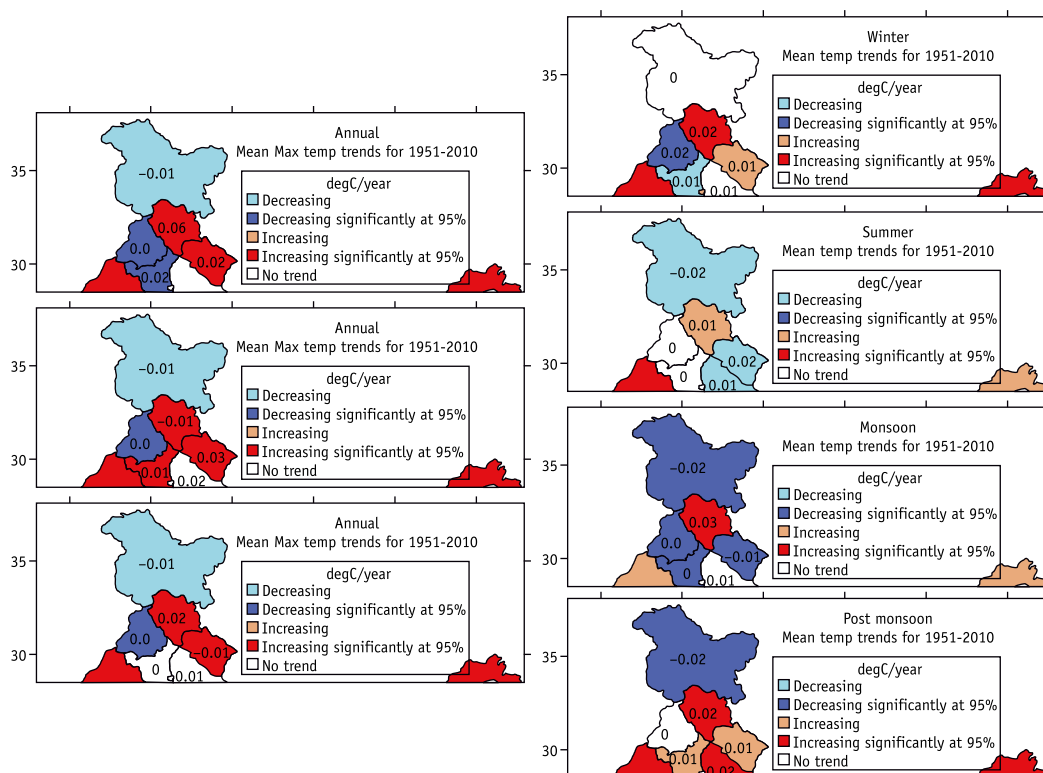 Annual
Mean Max temp trends for 1951-2010
degC/year
Decreasing
Decreasing significantly at 95%
Increasing
Increasing significantly at 95%
No trend
35
30
−0.01
0.06
0.0
0.02
0.02
Annual
Mean Max temp trends for 1951-2010
degC/year
Decreasing
Decreasing significantly at 95%
Increasing
Increasing significantly at 95%
No trend
35
30
−0.01
−0.01
0.0
0.03
0.01
0.02
Annual
Mean Max temp trends for 1951-2010
degC/year
Decreasing
Decreasing significantly at 95%
Increasing
Increasing significantly at 95%
No trend
35
30
−0.01
0.02
0.0
−0.01
0
−0.01
Winter
Mean temp trends for 1951-2010
degC/year
Decreasing
Decreasing significantly at 95%
Increasing
Increasing significantly at 95%
No trend
35
30
0
0.02
0.02
0.01
−0.01
0.01
Summer
Mean temp trends for 1951-2010
degC/year
Decreasing
Decreasing significantly at 95%
Increasing
Increasing significantly at 95%
No trend
35
30
−0.02
0.01
0
0.02
0
−0.01
Monsoon
Mean temp trends for 1951-2010
degC/year
Decreasing
Decreasing significantly at 95%
Increasing
Increasing significantly at 95%
No trend
35
30
−0.02
0.03
0.0
−0.01
0
−0.01
Post monsoon
Mean temp trends for 1951-2010
degC/year
Decreasing
Decreasing significantly at 95%
Increasing
Increasing significantly at 95%
No trend
35
30
−0.02
0.02
0
0.01
0.01
0.02